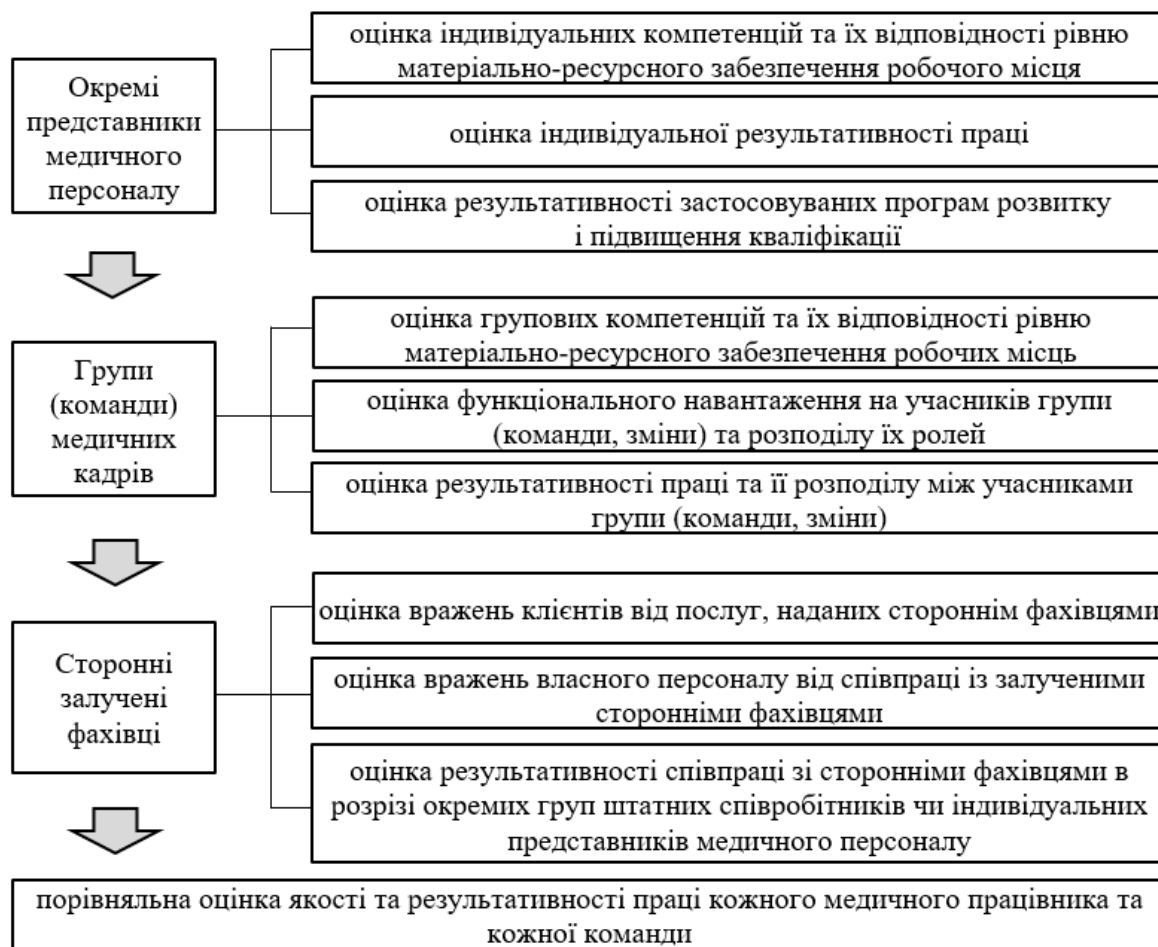 Окремі
представники
медичного
персоналу
оцінка індивідуальних компетенцій та їх відповідності рівню
матеріально-ресурсного забезпечення робочого місця
оцінка індивідуальної результативності праці
оцінка результативності застосовуваних програм розвитку
і підвищення кваліфікації
Групи
(команди)
медичних
кадрів
оцінка групових компетенцій та їх відповідності рівню
матеріально-ресурсного забезпечення робочих місць
оцінка функціонального навантаження на учасників групи
(команди, зміни) та розподілу їх ролей
оцінка результативності праці та її розподілу між учасниками
групи (команди, зміни)
Сторонні
залучені
фахівці
оцінка вражень клієнтів від послуг, наданих стороннім фахівцями
оцінка вражень власного персоналу від співпраці із залученими
сторонніми фахівцями
оцінка результативності співпраці зі сторонніми фахівцями в
розрізі окремих груп штатних співробітників чи індивідуальних
представників медичного персоналу
порівняльна оцінка якості та результативності праці кожного медичного працівника та
кожної команди